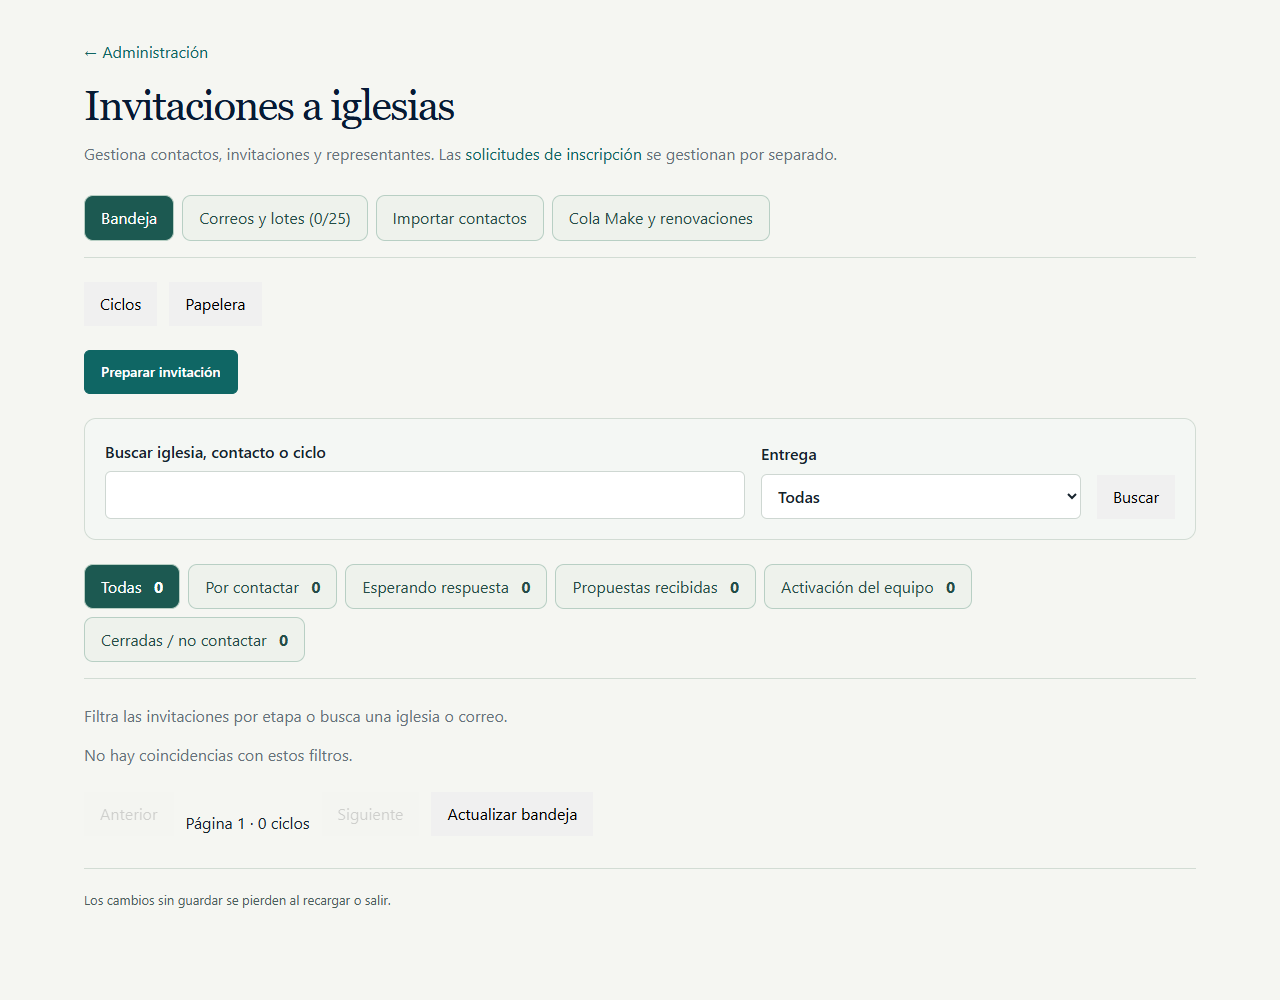 ← Administración
Invitaciones a iglesias
Gestiona contactos, invitaciones y representantes. Las solicitudes de inscripción se gestionan por separado.
Bandeja Correos y lotes (0/25) Importar contactos Cola Make y renovaciones
Ciclos Papelera
Preparar invitación
Buscar iglesia, contacto o ciclo Entrega
Todas Buscar
Todas 0 Por contactar 0 Esperando respuesta 0 Propuestas recibidas 0 Activación del equipo 0
Cerradas / no contactar 0
Filtra las invitaciones por etapa o busca una iglesia o correo.
No hay coincidencias con estos filtros.
Anterior Página 1 · 0 ciclos Siguiente Actualizar bandeja
Los cambios sin guardar se pierden al recargar o salir.